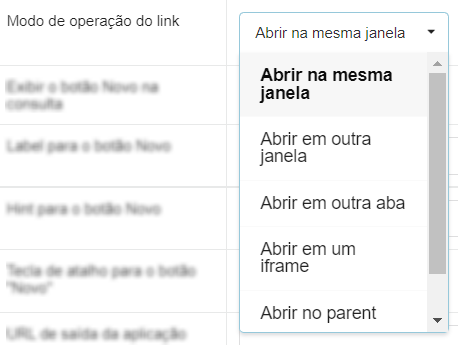 Modo de operação do link
Abrir na mesma janela
Abrir na mesma
janela
Abrir em outra
janela
Abrir em outra aba
Abrir em um
iframe
Abrir no parent
Exibir o botão Novo na
consulta
Label para o botão Novo
Hint para o botão Novo
Tecla de atalho para o botão
"Novo"
URL de saída da aplicação